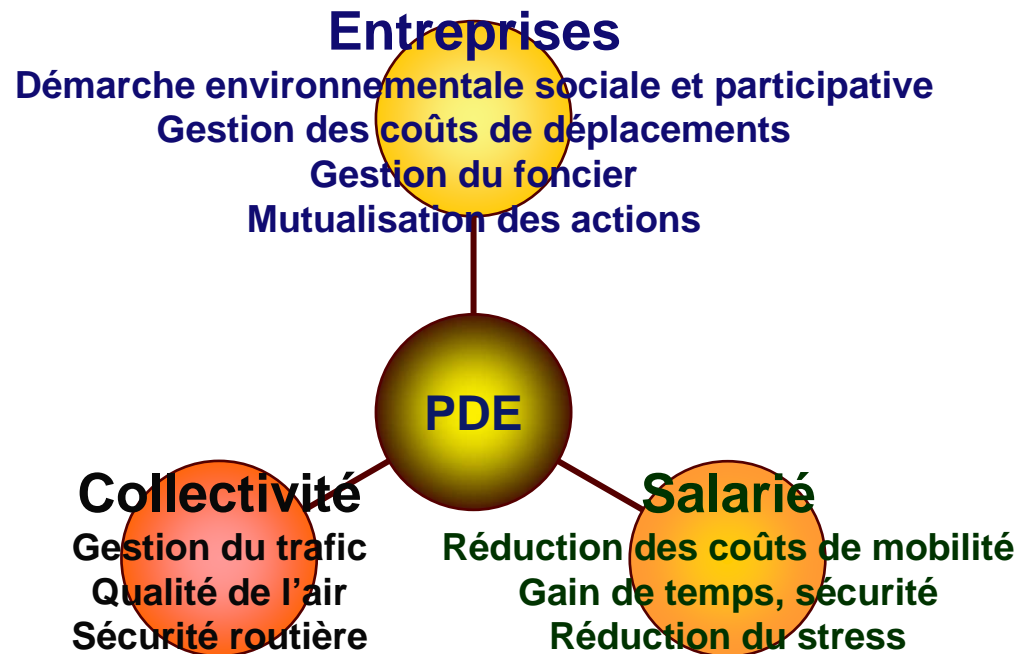 Entreprises
Démarche environnementale sociale et participative
Gestion des coûts de déplacements
Gestion du foncier
Mutualisation des actions
PDE
Collectivité
Gestion du trafic
Qualité de l’air
Sécurité routière
Salarié
Réduction des coûts de mobilité
Gain de temps, sécurité
Réduction du stress